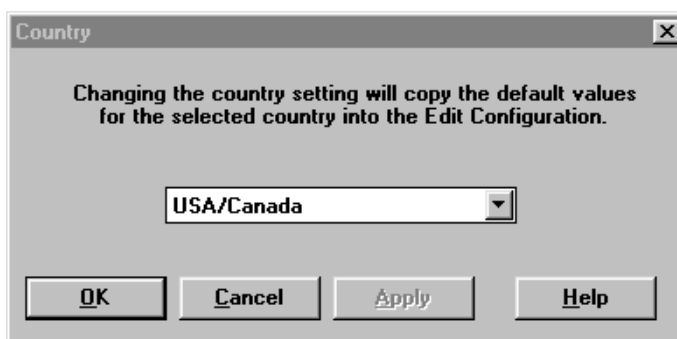 Country
Changing the country setting will copy the default values
for the selected country into the Edit Configuration.
USA/Canada
OK Cancel Apply Help